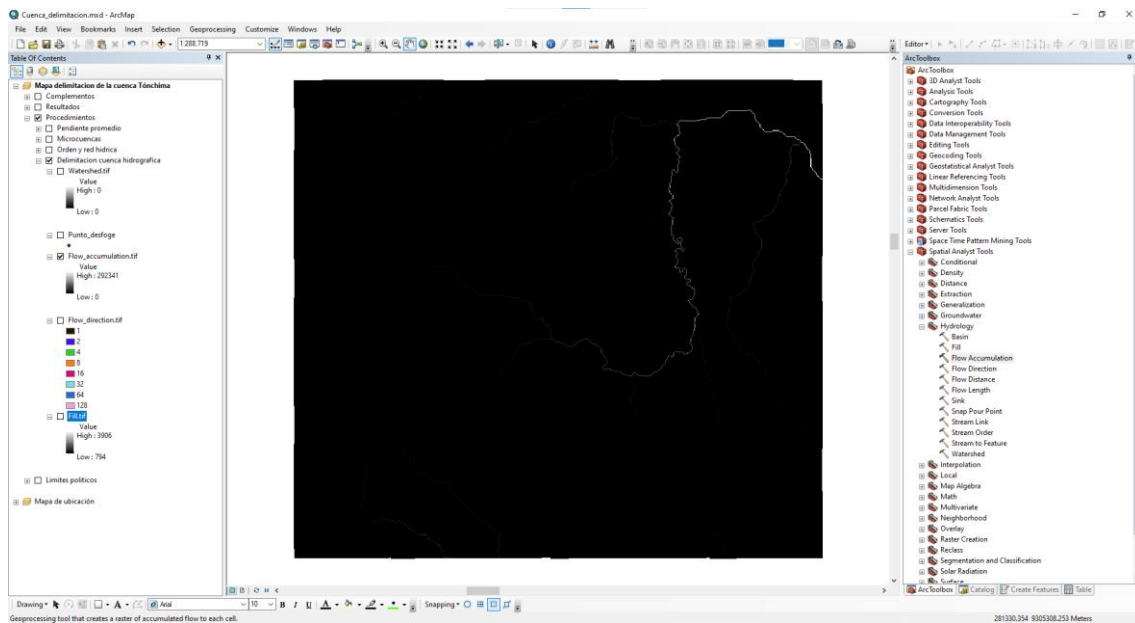 Cuenca_delimitacion.mxd - ArcMap
File Edit View Bookmarks Insert Selection Geoprocessing Customize Windows Help
1:288,719
Editor
Table Of Contents
Mapa delimitacion de la cuenca Tónchima
Complementos
Resultados
Procedimientos
Pendiente promedio
Microcuencas
Orden y red hidrica
Delimitacion cuenca hidrografica
Watershed.tif
Value
High : 0
Low : 0
Punto_desfoge
Flow_accumulation.tif
Value
High : 292341
Low : 0
Flow_direction.tif
1
2
4
8
16
32
64
128
Fill.tif
Value
High : 3906
Low : 794
Limites politicos
Mapa de ubicación
ArcToolbox
ArcToolbox
3D Analyst Tools
Analysis Tools
Cartography Tools
Conversion Tools
Data Interoperability Tools
Data Management Tools
Editing Tools
Geocoding Tools
Geostatistical Analyst Tools
Linear Referencing Tools
Multidimension Tools
Network Analyst Tools
Parcel Fabric Tools
Schematics Tools
Server Tools
Space Time Pattern Mining Tools
Spatial Analyst Tools
Conditional
Density
Distance
Extraction
Generalization
Groundwater
Hydrology
Basin
Fill
Flow Accumulation
Flow Direction
Flow Distance
Flow Length
Sink
Snap Pour Point
Stream Link
Stream Order
Stream to Feature
Watershed
Interpolation
Local
Map Algebra
Math
Multivariate
Neighborhood
Overlay
Raster Creation
Reclass
Segmentation and Classification
Solar Radiation
Surface
ArcToolbox Catalog Create Features Table
Drawing A Arial 10 B I U A Snapping
Geoprocessing tool that creates a raster of accumulated flow to each cell.
281330.354 9305308.253 Meters